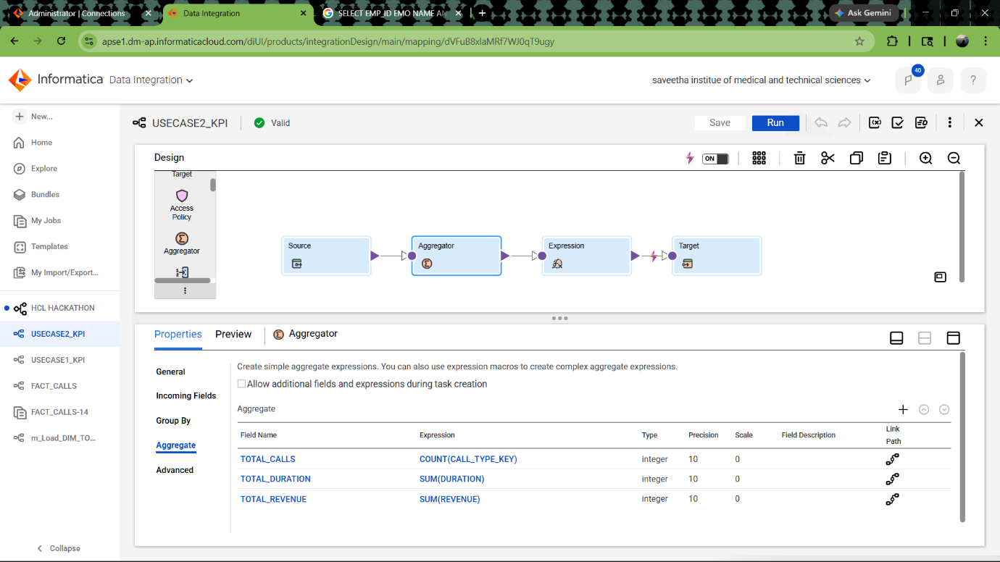 Administrator | Connections
Data Integration
SELECT EMP_ID EMO NAME AN
Ask Gemini
apse1.dm-ap.informaticacloud.com/diUI/products/integrationDesign/main/mapping/dVFuB8xlaMRf7WJ0qT9ugy
Informatica Data Integration
saveetha institue of medical and technical sciences
40
?
New...
Home
Explore
Bundles
My Jobs
Templates
My Import/Export...
HCL HACKATHON
USECASE2_KPI
USECASE1_KPI
FACT_CALLS
FACT_CALLS-14
m_Load_DIM_TO...
Collapse
USECASE2_KPI
Valid
Save
Run
Design
ON
Target
Access
Policy
Aggregator
Source
Aggregator
Expression
Target
Properties
Preview
Aggregator
General
Incoming Fields
Group By
Aggregate
Advanced
Create simple aggregate expressions. You can also use expression macros to create complex aggregate expressions.
Allow additional fields and expressions during task creation
Aggregate
Field Name Expression Type Precision Scale Field Description Link Path
TOTAL_CALLS COUNT(CALL_TYPE_KEY) integer 10 0
TOTAL_DURATION SUM(DURATION) integer 10 0
TOTAL_REVENUE SUM(REVENUE) integer 10 0